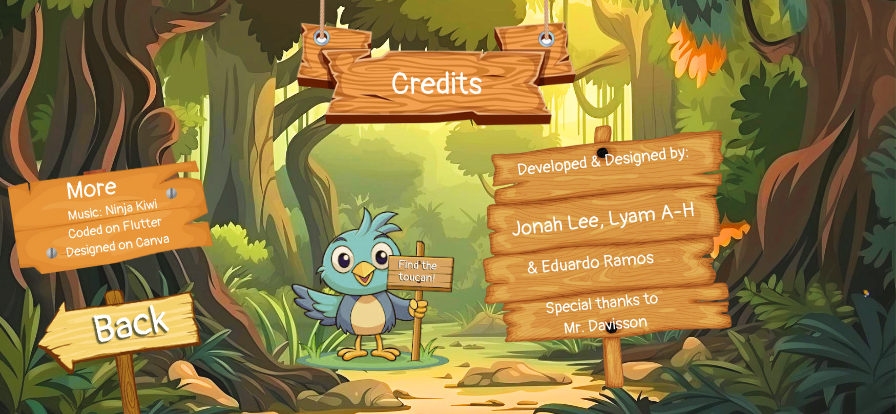 Credits
More
Music: Ninja Kiwi
Coded on Flutter
Designed on Canva
Back
Find the
toucan!
Developed & Designed by:
Jonah Lee, Lyam A-H
& Eduardo Ramos
Special thanks to
Mr. Davisson